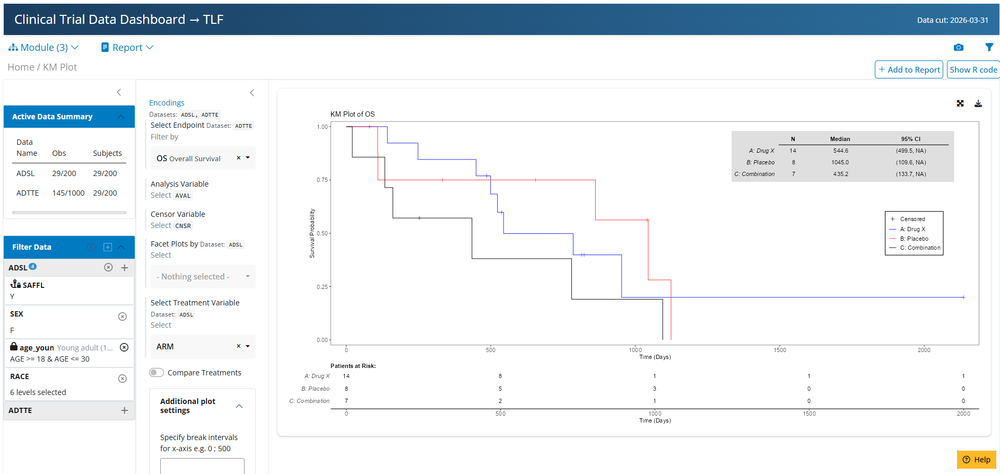 Clinical Trial Data Dashboard → TLF
Data cut: 2026-03-31
Module (3)
Report
Home / KM Plot
+ Add to Report
Show R code
Active Data Summary
Data Name Obs Subjects
ADSL 29/200 29/200
ADTTE 145/1000 29/200
Filter Data
ADSL 4
SAFFL
Y
SEX
F
age_youn Young adult (1...
AGE >= 18 & AGE <= 30
RACE
6 levels selected
ADTTE
Encodings
Datasets: ADSL, ADTTE
Select Endpoint Dataset: ADTTE
Filter by
OS Overall Survival
Analysis Variable
Select AVAL
Censor Variable
Select CNSR
Facet Plots by Dataset: ADSL
Select
- Nothing selected -
Select Treatment Variable
Dataset: ADSL
Select
ARM
Compare Treatments
Additional plot
settings
Specify break intervals
for x-axis e.g. 0 ; 500
KM Plot of OS
Survival Probability
1.00
0.75
0.50
0.25
0.00
0 500 1000 1500 2000
Time (Days)
N Median 95% CI
A: Drug X 14 544.6 (499.5, NA)
B: Placebo 8 1045.0 (109.6, NA)
C: Combination 7 435.2 (133.7, NA)
Censored
A: Drug X
B: Placebo
C: Combination
Patients at Risk:
A: Drug X 14 8 1 1 1
B: Placebo 8 5 3 0 0
C: Combination 7 2 1 0 0
0 500 1000 1500 2000
Time (Days)
Help